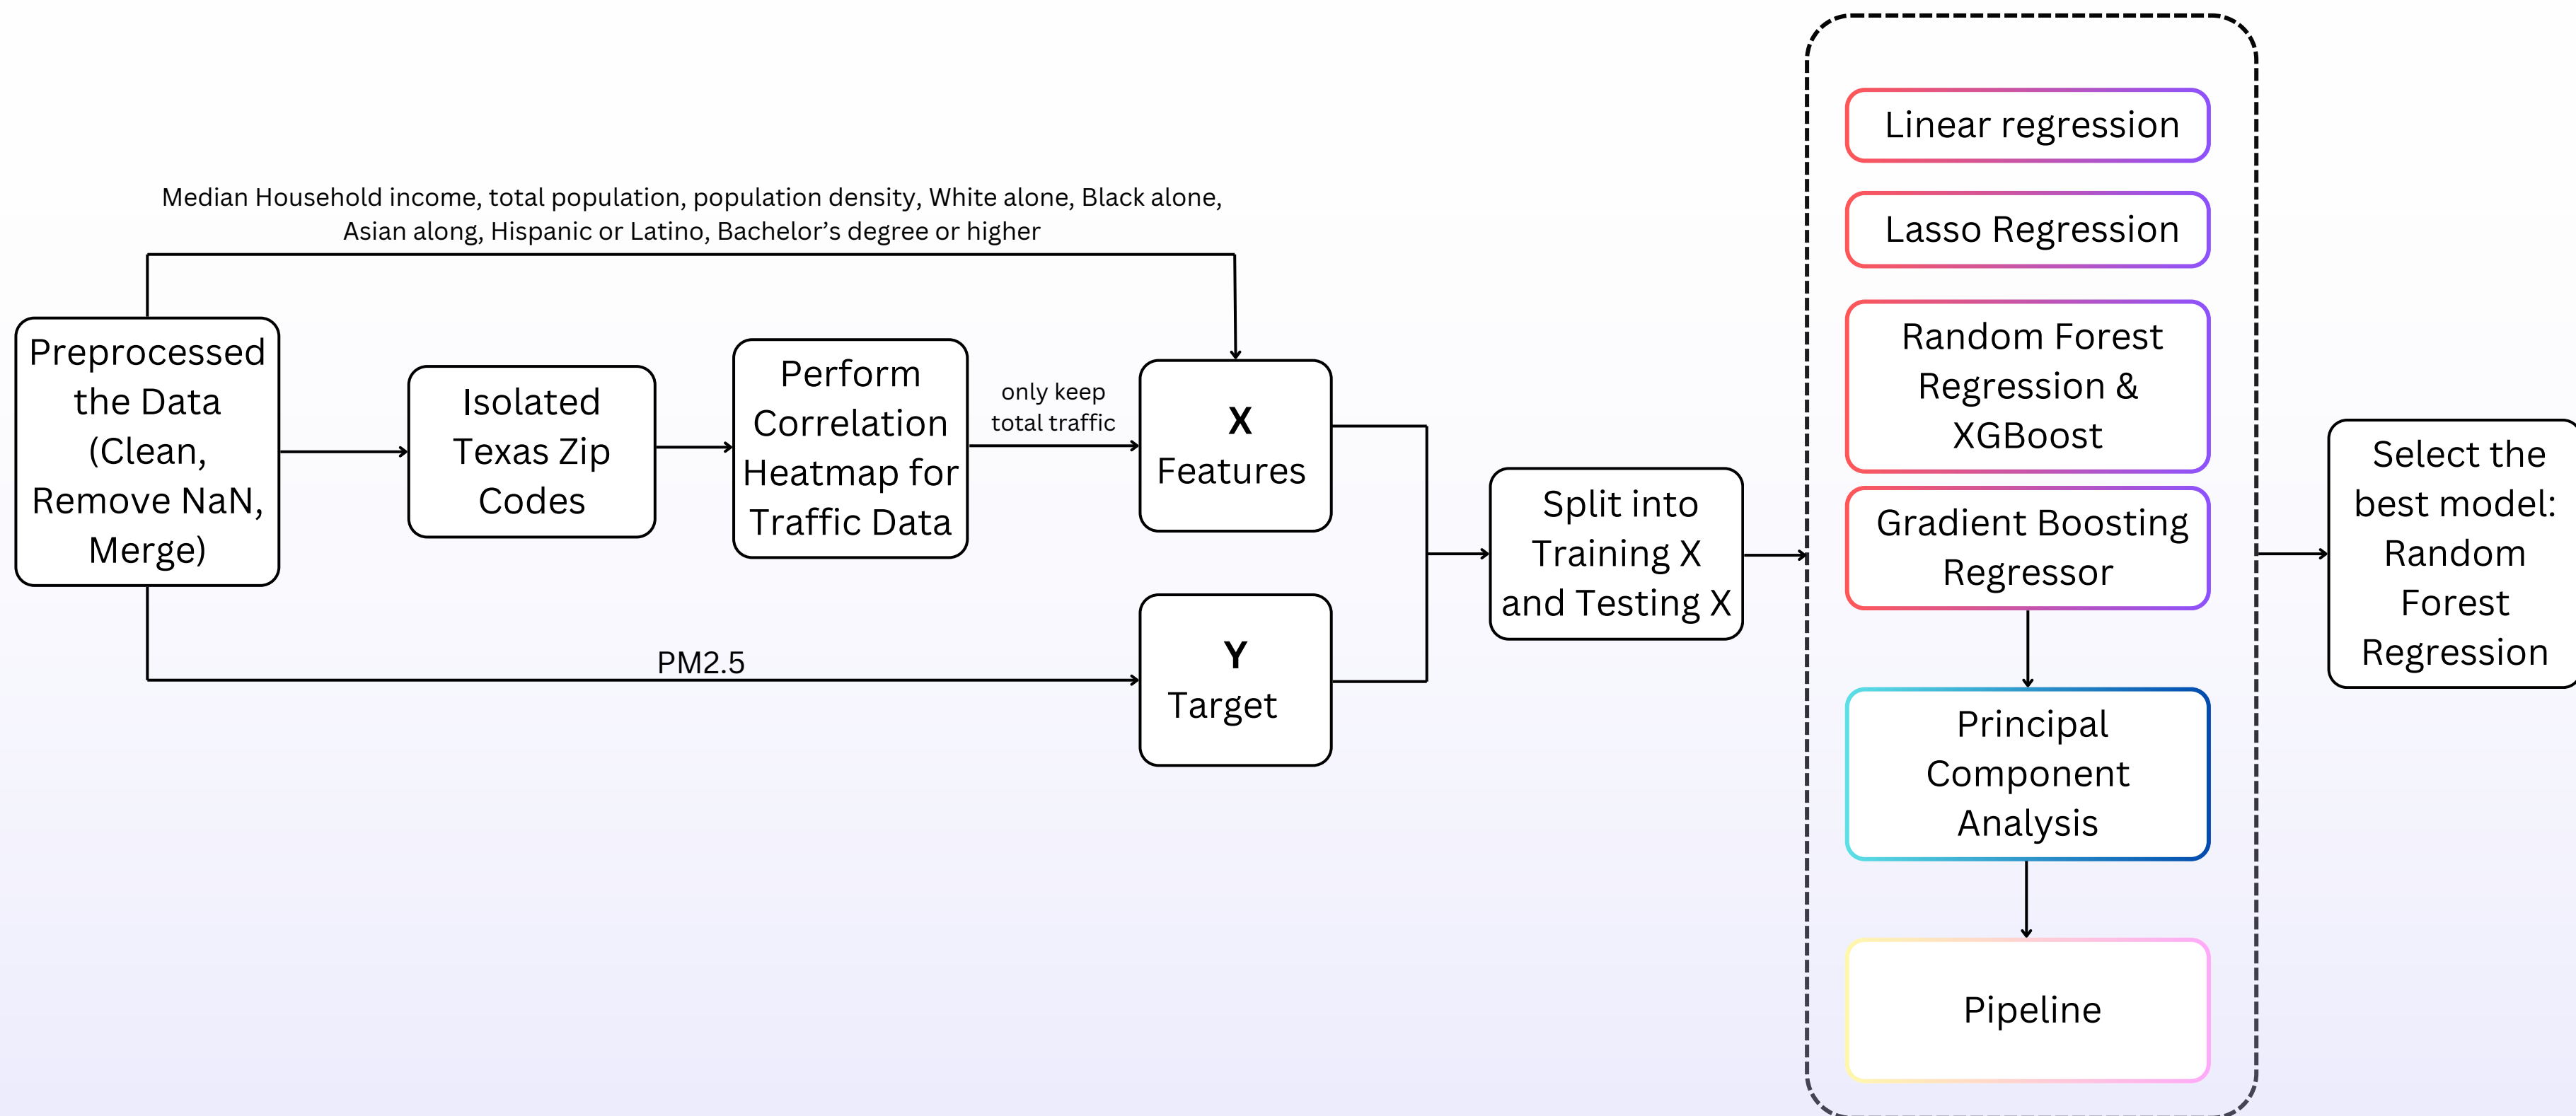 Median Household income, total population, population density, White alone, Black alone,
Asian along, Hispanic or Latino, Bachelor’s degree or higher
Preprocessed
the Data
(Clean,
Remove NaN,
Merge)
Isolated
Texas Zip
Codes
Perform
Correlation
Heatmap for
Traffic Data
only keep
total traffic
X
Features
PM2.5
Y
Target
Split into
Training X
and Testing X
Linear regression
Lasso Regression
Random Forest
Regression &
XGBoost
Gradient Boosting
Regressor
Principal
Component
Analysis
Pipeline
Select the
best model:
Random
Forest
Regression